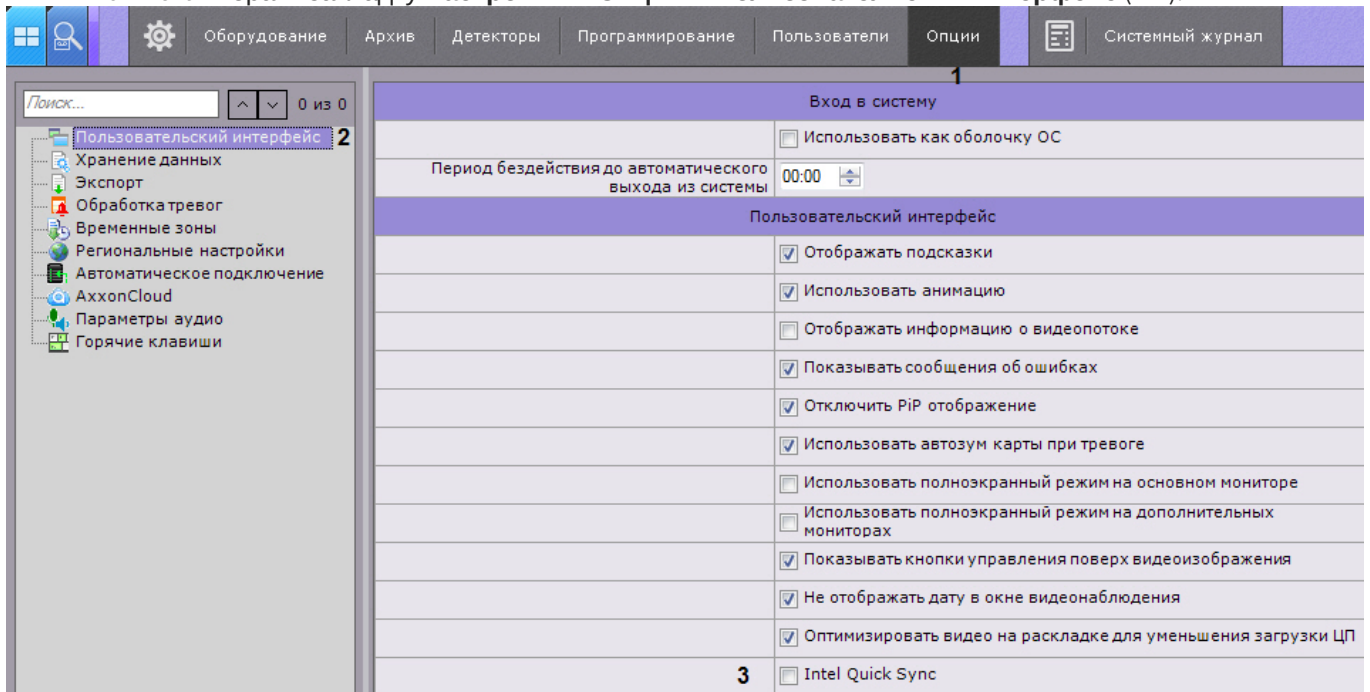 Оборудование Архив Детекторы Программирование Пользователи Опции Системный журнал
1
Поиск... 0 из 0
Пользовательский интерфейс 2
Хранение данных
Экспорт
Обработка тревог
Временные зоны
Региональные настройки
Автоматическое подключение
AxxonCloud
Параметры аудио
Горячие клавиши
Вход в систему
Использовать как оболочку ОС
Период бездействия до автоматического
выхода из системы
00:00
Пользовательский интерфейс
Отображать подсказки
Использовать анимацию
Отображать информацию о видеопотоке
Показывать сообщения об ошибках
Отключить PiP отображение
Использовать автозум карты при тревоге
Использовать полноэкранный режим на основном мониторе
Использовать полноэкранный режим на дополнительных
мониторах
Показывать кнопки управления поверх видеоизображения
Не отображать дату в окне видеонаблюдения
Оптимизировать видео на раскладке для уменьшения загрузки ЦП
3 Intel Quick Sync